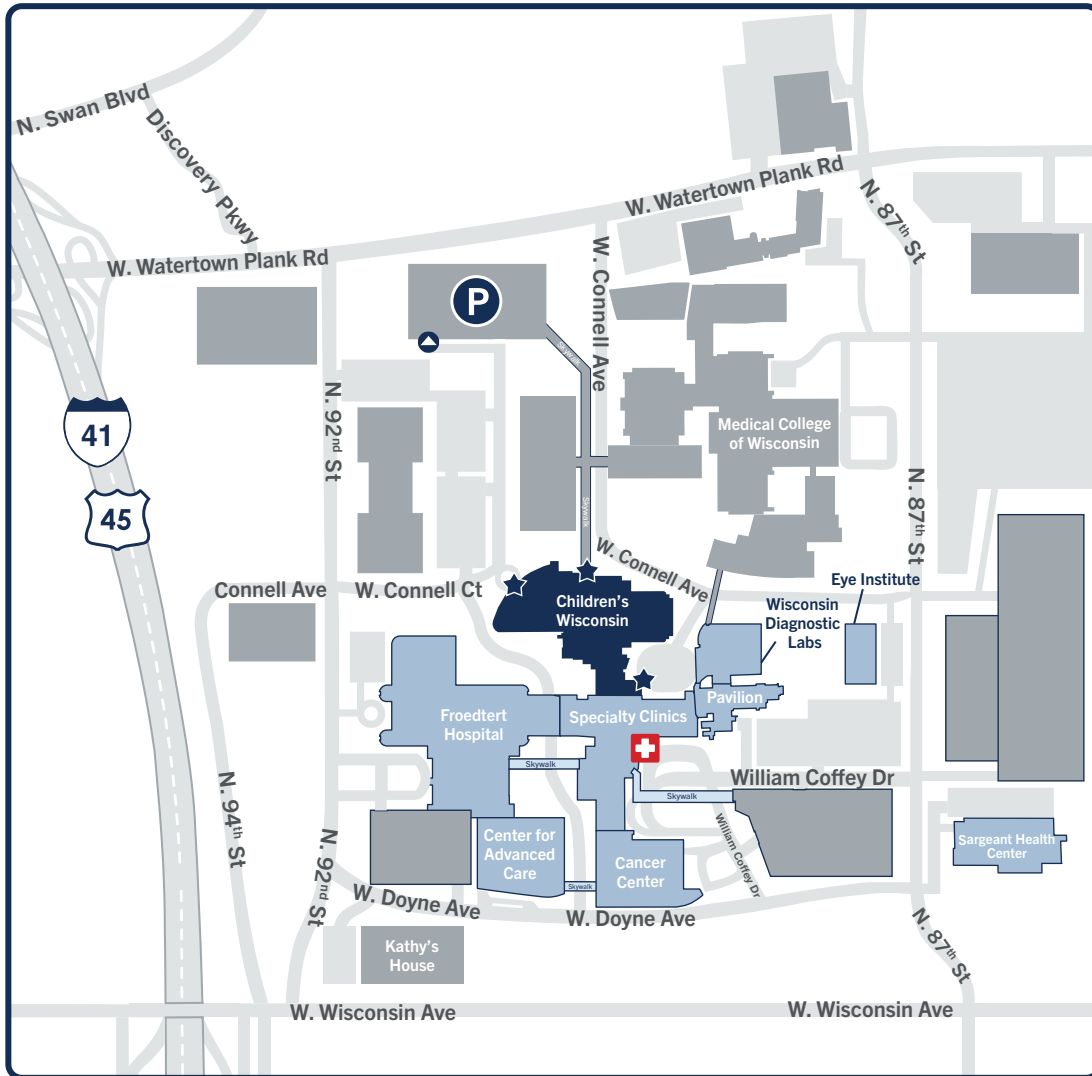 N. Swan Blvd
Discovery Pkwy
W. Watertown Plank Rd
W. Watertown Plank Rd
N. 87th St
P
W. Connell Ave
Skywalk
41
45
N. 92nd St
Medical College
of Wisconsin
Skywalk
N. 87th St
W. Connell Ave
Connell Ave
W. Connell Ct
Children's
Wisconsin
Eye Institute
Wisconsin
Diagnostic
Labs
Pavilion
Froedtert
Hospital
Specialty Clinics
Skywalk
William Coffey Dr
Skywalk
N. 94th St
N. 92nd St
Center for
Advanced
Care
Cancer
Center
William Coffey Dr
Sargeant Health
Center
Skywalk
W. Doyne Ave
W. Doyne Ave
Kathy's
House
N. 87th St
W. Wisconsin Ave
W. Wisconsin Ave